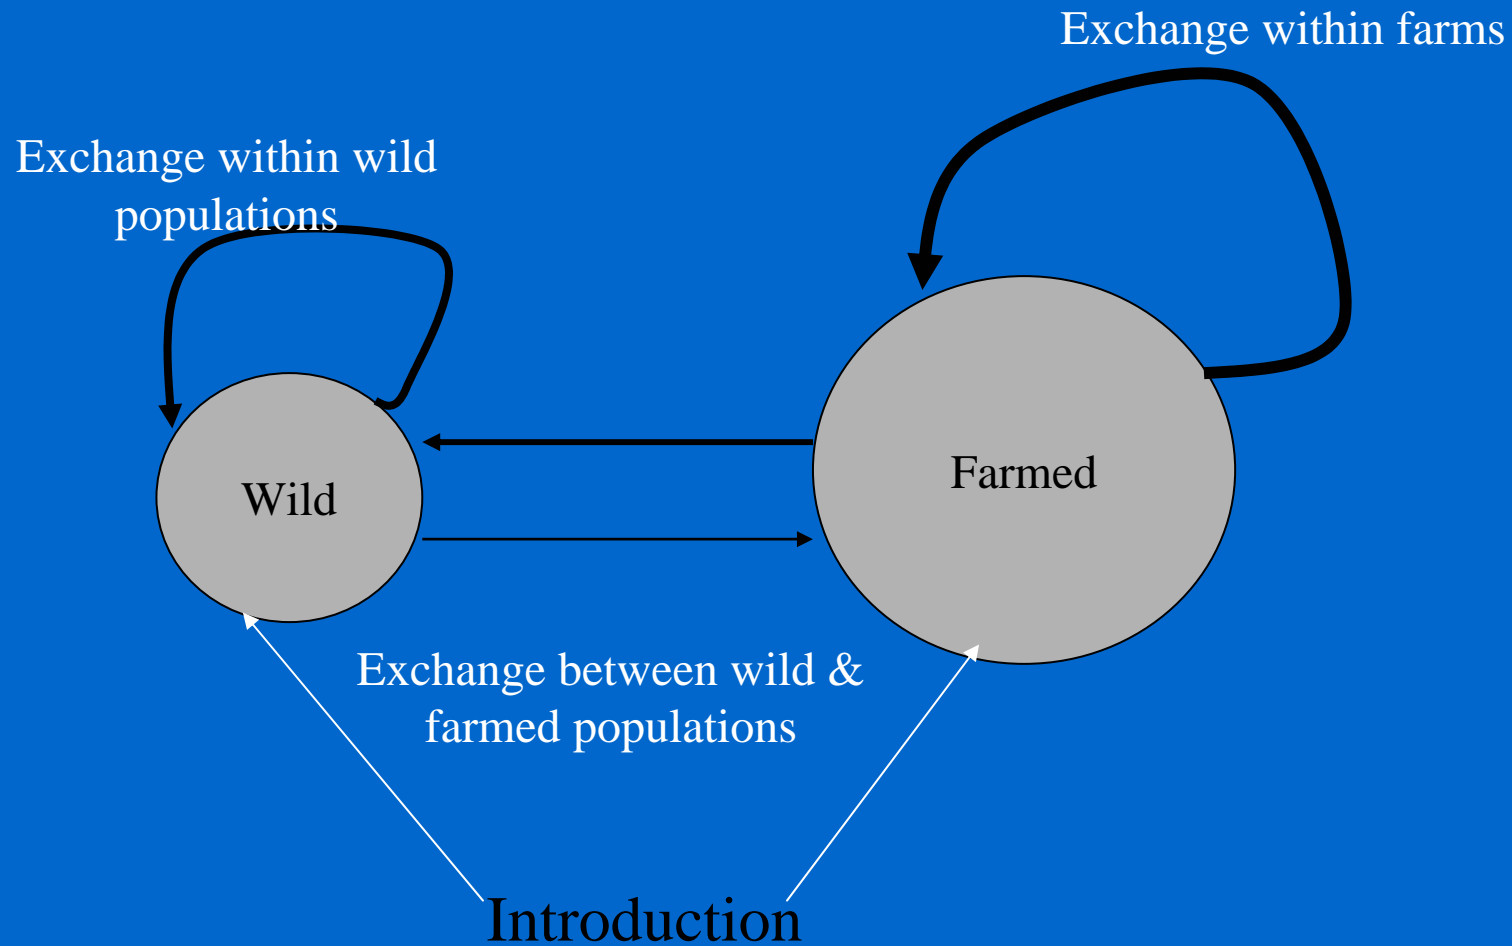 Exchange within farms
Exchange within wild
populations
Wild
Farmed
Exchange between wild &
farmed populations
Introduction